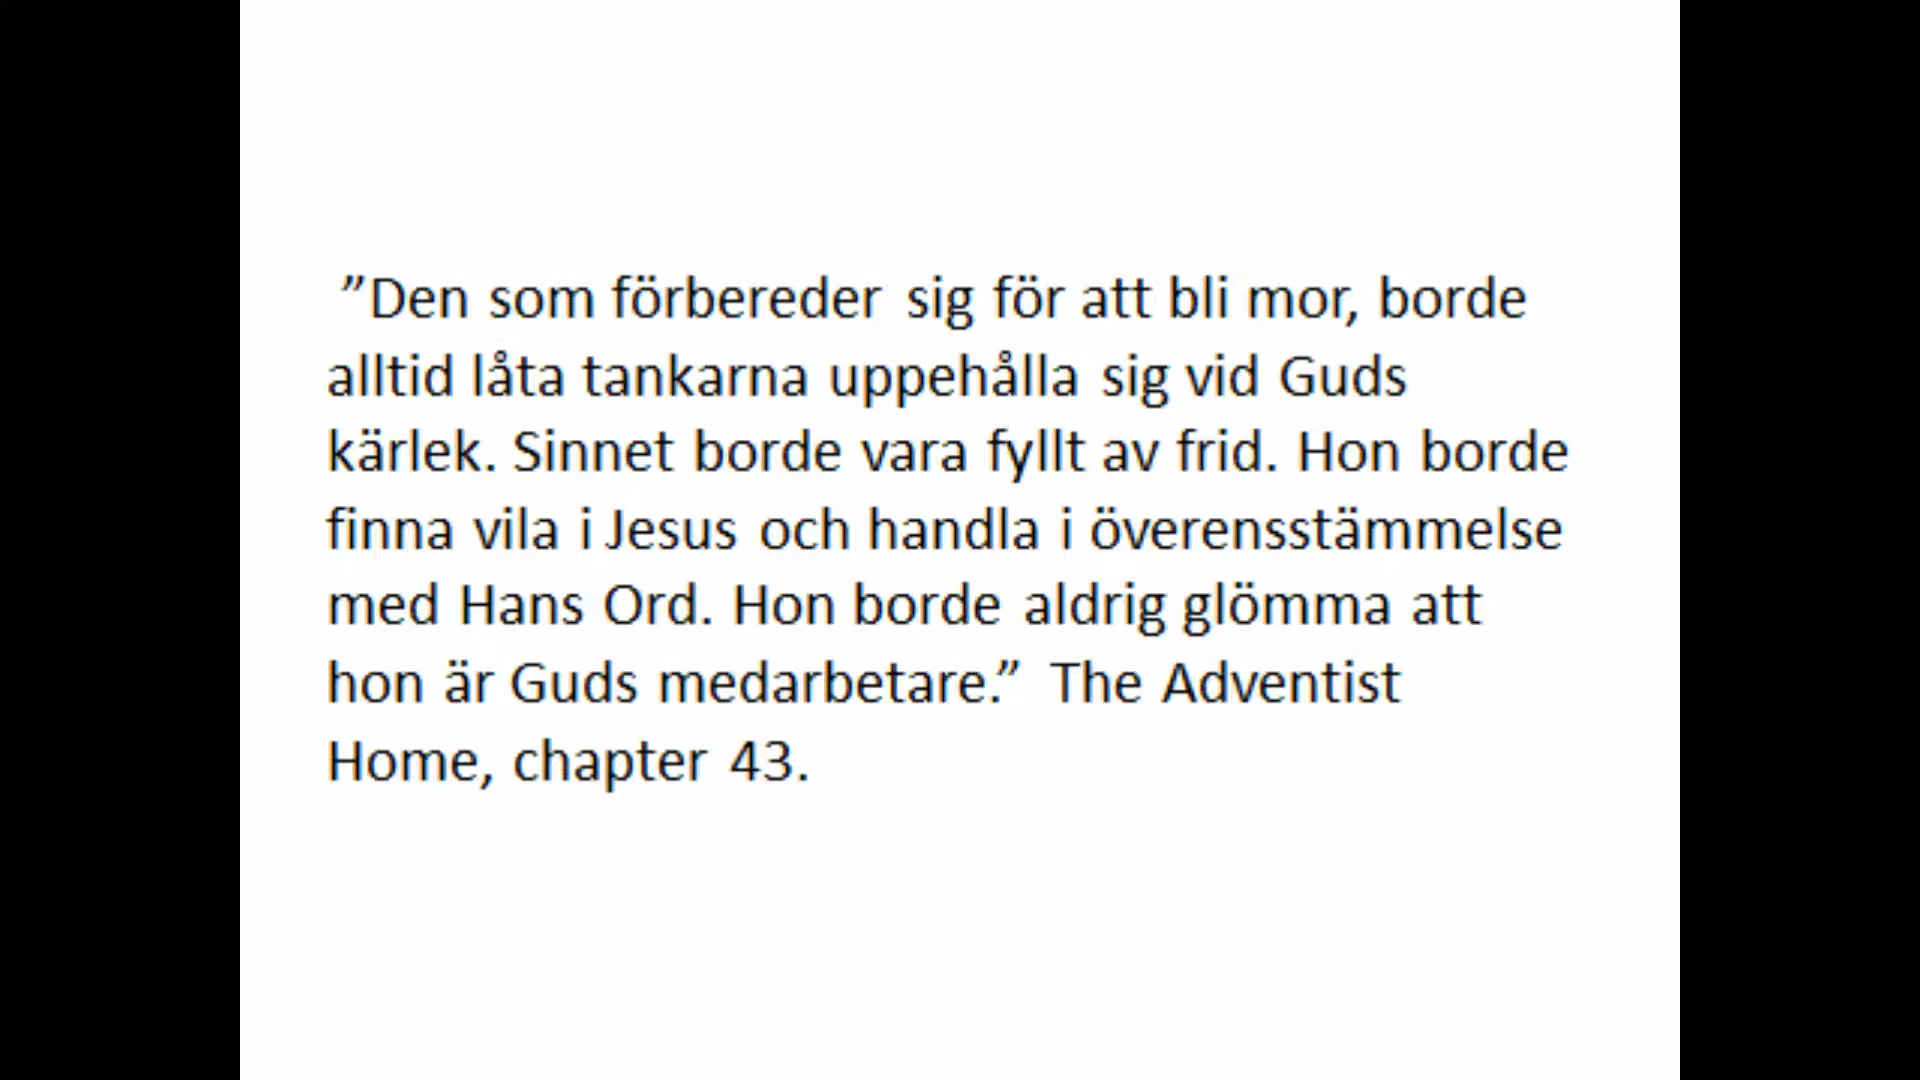 ”Den som förbereder sig för att bli mor, borde
alltid låta tankarna uppehålla sig vid Guds
kärlek. Sinnet borde vara fyllt av frid. Hon borde
finna vila i Jesus och handla i överensstämmelse
med Hans Ord. Hon borde aldrig glömma att
hon är Guds medarbetare.” The Adventist
Home, chapter 43.